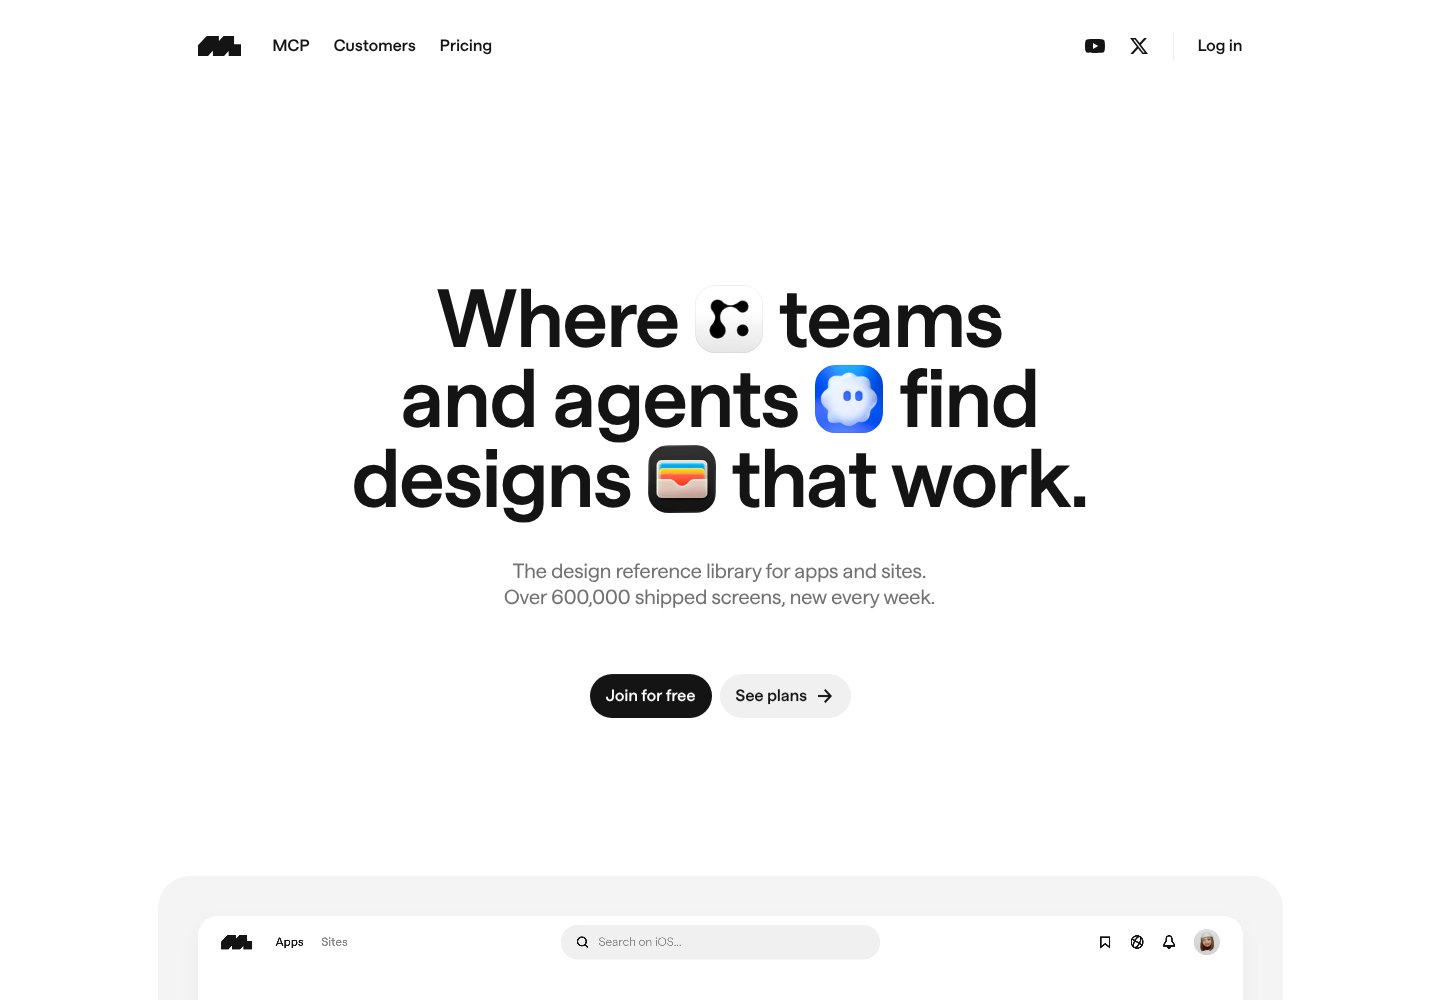 MCP Customers Pricing Log in
Where teams
and agents find
designs that work.
The design reference library for apps and sites.
Over 600,000 shipped screens, new every week.
Join for free See plans
Apps Sites Search on iOS...